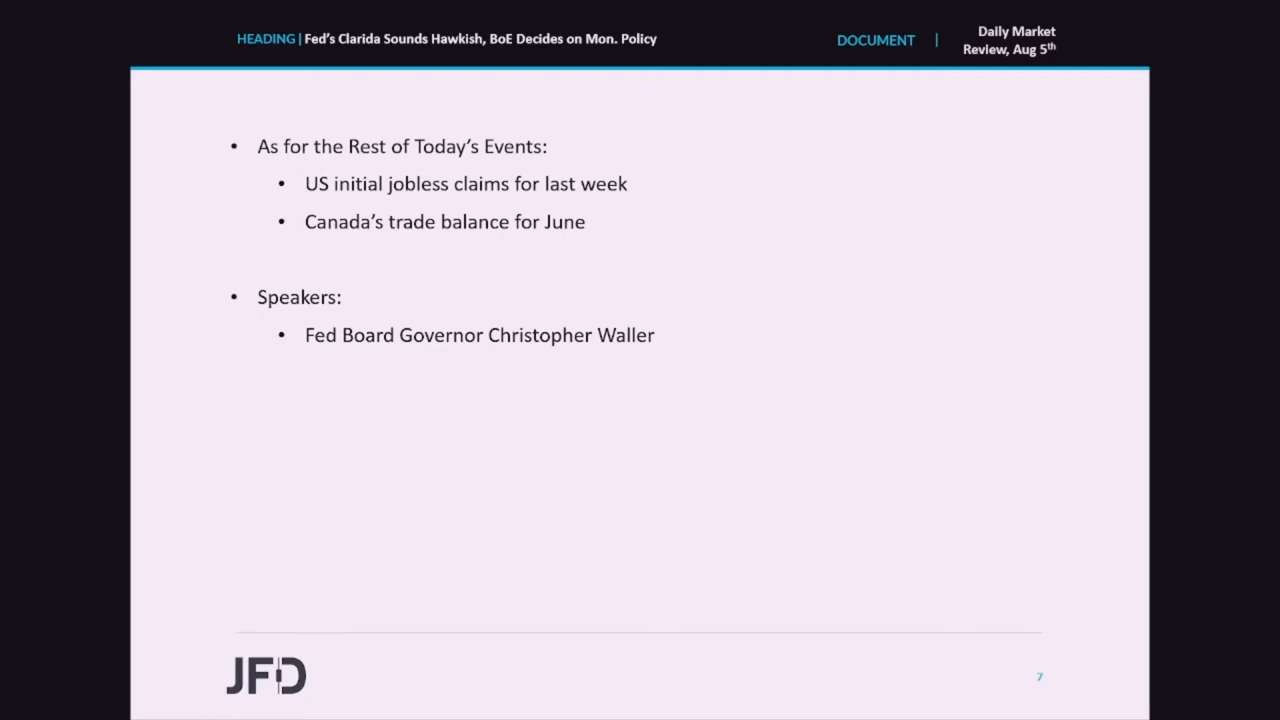 HEADING | Fed's Clarida Sounds Hawkish, BoE Decides on Mon. Policy
DOCUMENT |
Daily Market
Review, Aug 5th
• As for the Rest of Today's Events:
• US initial jobless claims for last week
• Canada's trade balance for June
• Speakers:
• Fed Board Governor Christopher Waller
JFD
7